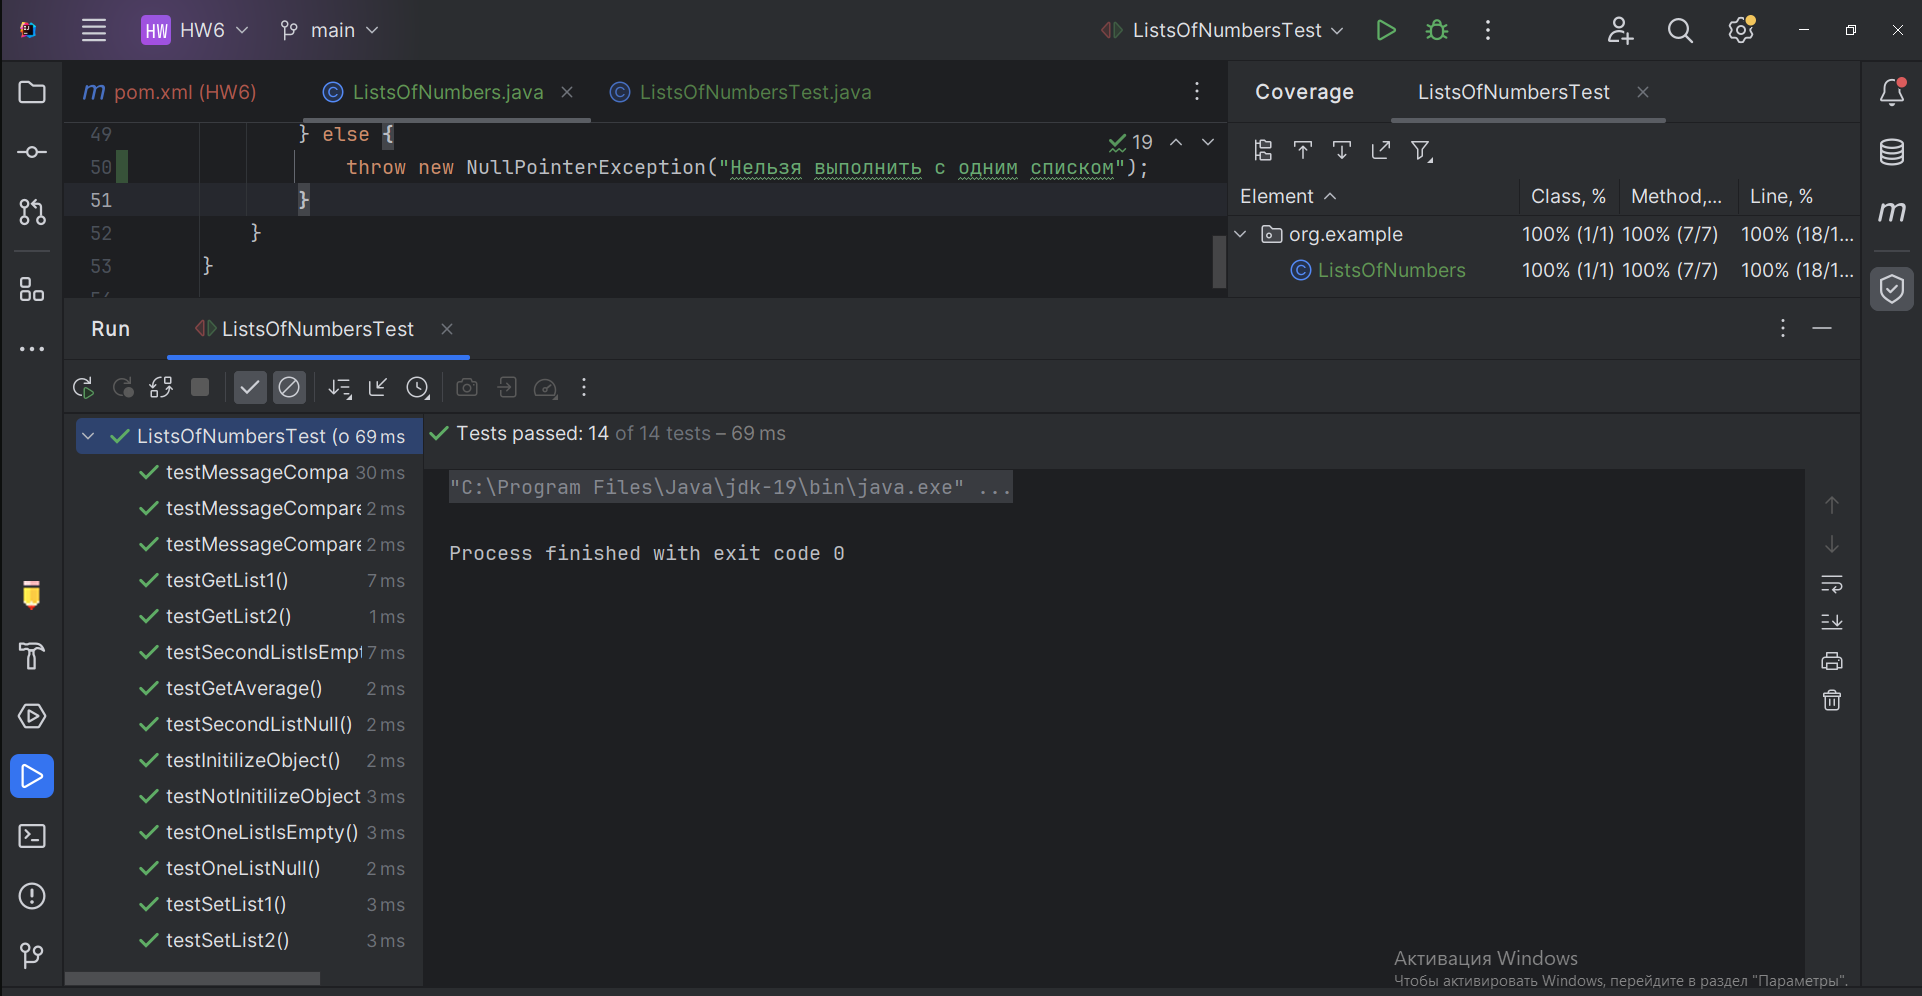 HW HW6 main ListsOfNumbersTest
m pom.xml (HW6) ListsOfNumbers.java ListsOfNumbersTest.java
Coverage ListsOfNumbersTest
49 } else {
19
50 throw new NullPointerException("Нельзя выполнить с одним списком");
51 }
52 }
53 }
Element Class, % Method,... Line, %
org.example 100% (1/1) 100% (7/7) 100% (18/1...
ListsOfNumbers 100% (1/1) 100% (7/7) 100% (18/1...
m
Run ListsOfNumbersTest
ListsOfNumbersTest (o 69 ms
testMessageCompa 30 ms
testMessageCompare 2 ms
testMessageCompare 2 ms
testGetList1() 7 ms
testGetList2() 1 ms
testSecondListIsEmpt 7 ms
testGetAverage() 2 ms
testSecondListNull() 2 ms
testInitilizeObject() 2 ms
testNotInitilizeObject 3 ms
testOneListIsEmpty() 3 ms
testOneListNull() 2 ms
testSetList1() 3 ms
testSetList2() 3 ms
Tests passed: 14 of 14 tests – 69 ms
"C:\Program Files\Java\jdk-19\bin\java.exe" ...
Process finished with exit code 0
Активация Windows
Чтобы активировать Windows, перейдите в раздел "Параметры".